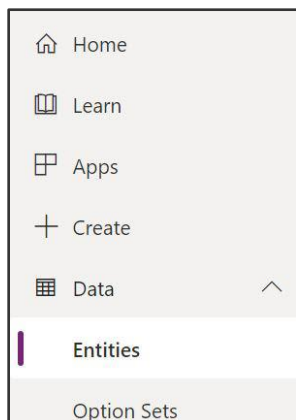 Home
Learn
Apps
Create
Data
Entities
Option Sets